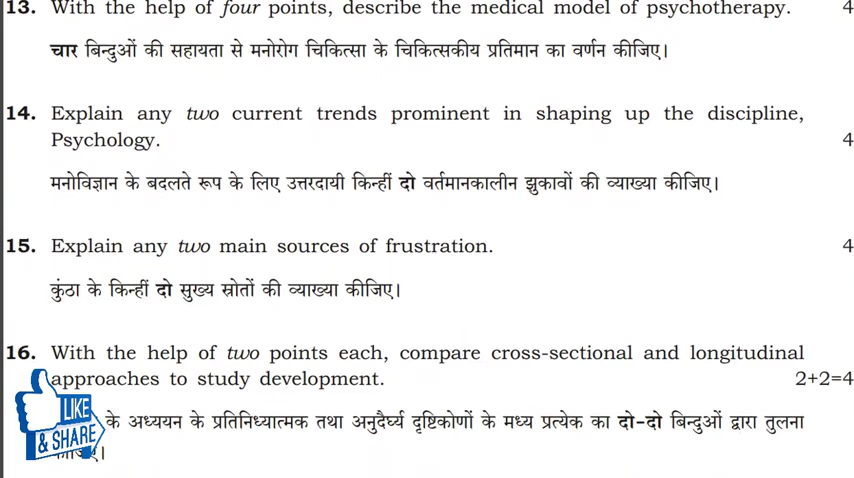 13. With the help of four points, describe the medical model of psychotherapy. 4
चार बिन्दुओं की सहायता से मनोरोग चिकित्सा के चिकित्सकीय प्रतिमान का वर्णन कीजिए।
14. Explain any two current trends prominent in shaping up the discipline,
Psychology. 4
मनोविज्ञान के बदलते रूप के लिए उत्तरदायी किन्हीं दो वर्तमानकालीन झुकावों की व्याख्या कीजिए।
15. Explain any two main sources of frustration. 4
कुंठा के किन्हीं दो मुख्य स्रोतों की व्याख्या कीजिए।
16. With the help of two points each, compare cross-sectional and longitudinal
approaches to study development. 2+2=4
के अध्ययन के प्रतिनिध्यात्मक तथा अनुदैर्घ्य दृष्टिकोणों के मध्य प्रत्येक का दो-दो बिन्दुओं द्वारा तुलना
LIKE
& SHARE